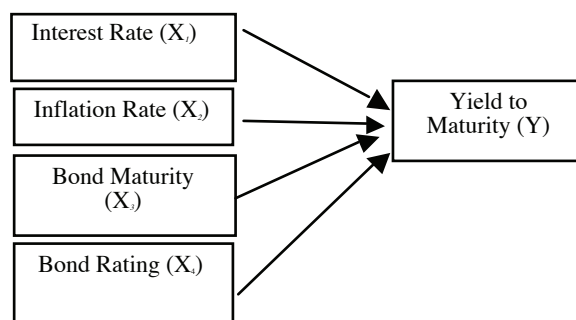 Interest Rate (X₁)
Inflation Rate (X₂)
Bond Maturity
(X₃)
Bond Rating (X₄)
Yield to
Maturity (Y)